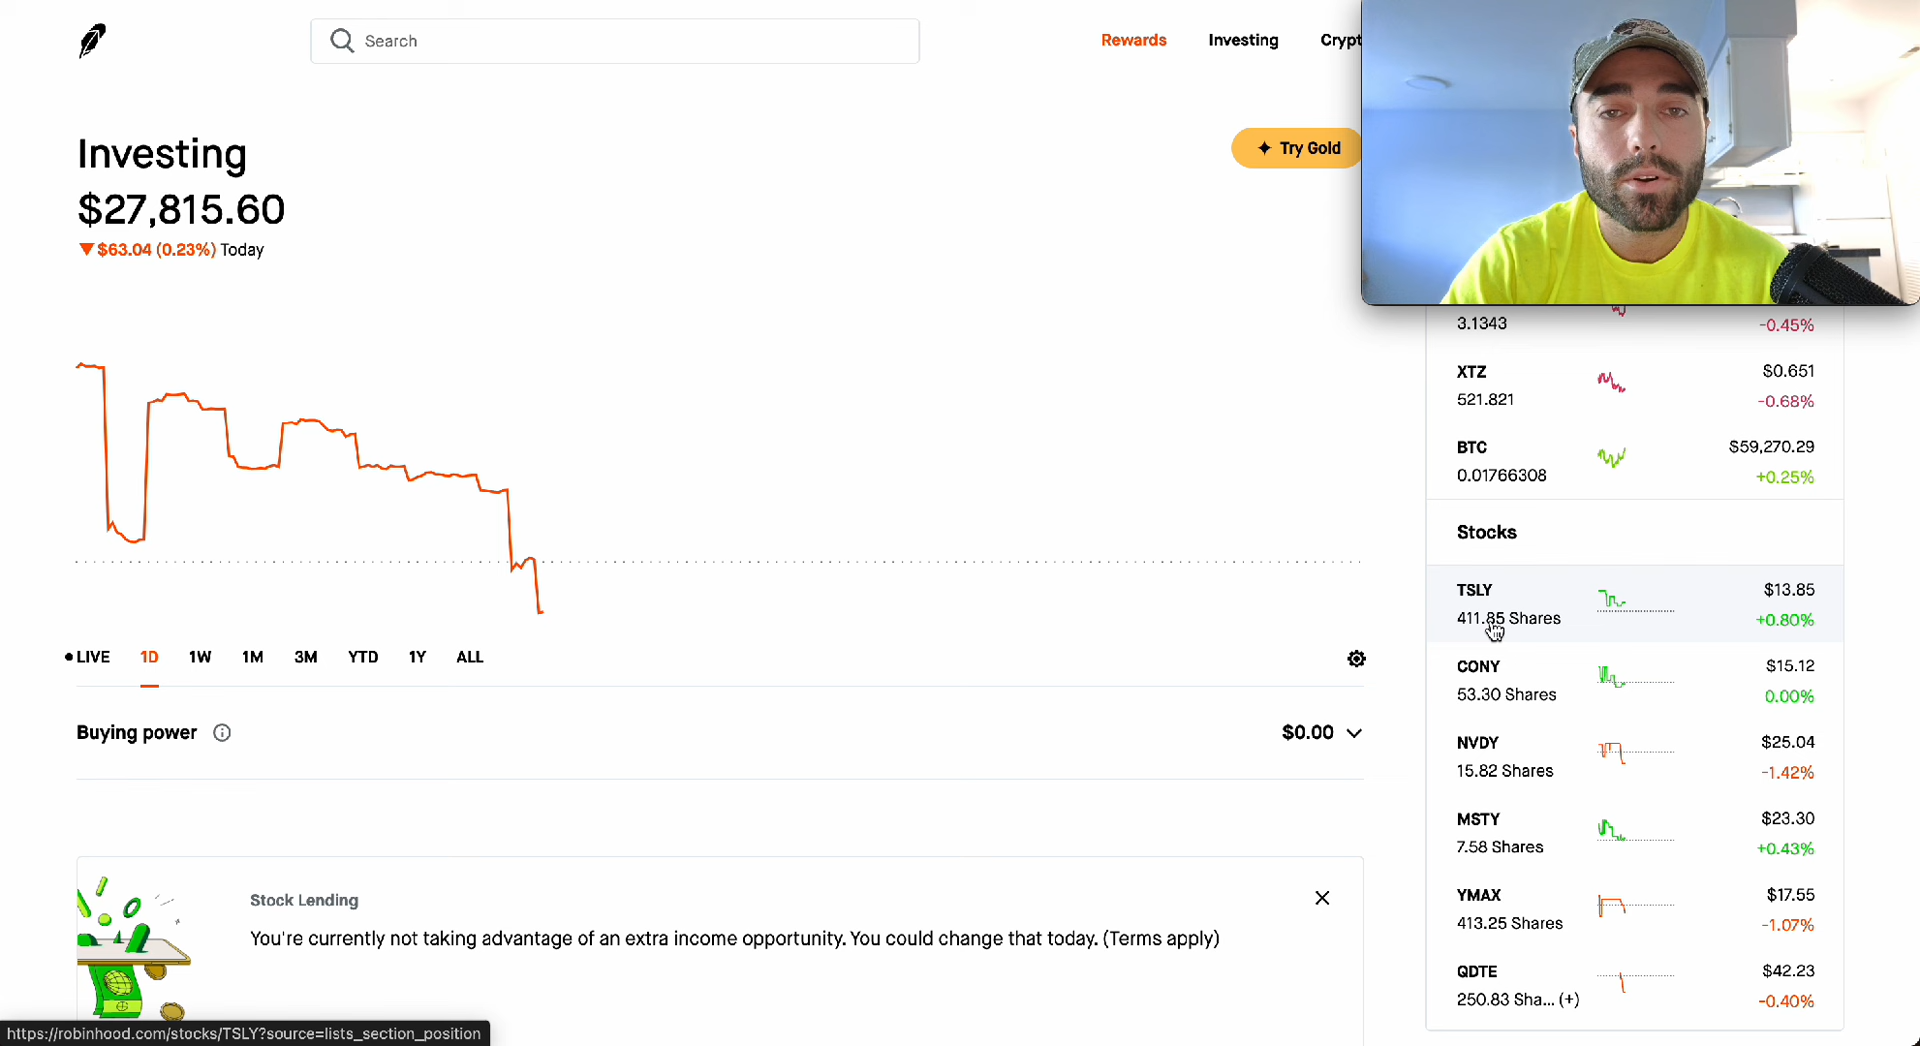 Search
Rewards
Investing
Crypt
Investing
$27,815.60
▼$63.04 (0.23%) Today
Try Gold
LIVE
1D
1W
1M
3M
YTD
1Y
ALL
Buying power
$0.00
Stock Lending
You're currently not taking advantage of an extra income opportunity. You could change that today. (Terms apply)
https://robinhood.com/stocks/TSLY?source=lists_section_position
3.1343
-0.45%
XTZ
$0.651
521.821
-0.68%
BTC
$59,270.29
0.01766308
+0.25%
Stocks
TSLY
$13.85
411.85 Shares
+0.80%
CONY
$15.12
53.30 Shares
0.00%
NVDY
$25.04
15.82 Shares
-1.42%
MSTY
$23.30
7.58 Shares
+0.43%
YMAX
$17.55
413.25 Shares
-1.07%
QDTE
$42.23
250.83 Sha... (+)
-0.40%